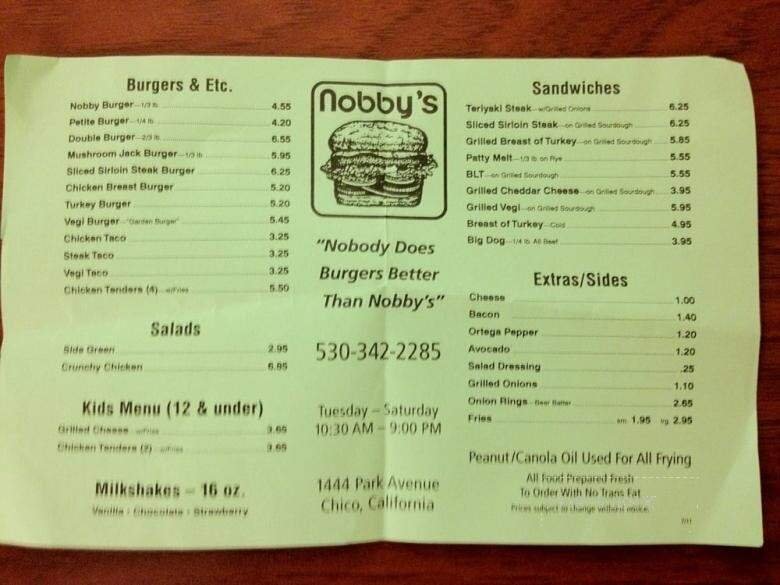 Burgers & Etc.
Nobby Burger 1/3 lb. 4.55
Petite Burger 1/4 lb. 4.20
Double Burger 2/3 lb. 6.55
Mushroom Jack Burger 1/3 lb. 5.95
Sliced Sirloin Steak Burger 6.25
Chicken Breast Burger 5.20
Turkey Burger 5.20
Vegi Burger "Garden Burger" 5.45
Chicken Taco 3.25
Steak Taco 3.25
Vegi Taco 3.25
Chicken Tenders (4) w/Fries 5.50
Salads
Side Green 2.95
Crunchy Chicken 6.85
Kids Menu (12 & under)
Grilled Cheese w/Fries 3.65
Chicken Tenders (2) w/Fries 3.65
Milkshakes – 16 oz.
Vanilla : Chocolate : Strawberry
Nobby's
"Nobody Does
Burgers Better
Than Nobby's"
530-342-2285
Tuesday – Saturday
10:30 AM – 9:00 PM
1444 Park Avenue
Chico, California
Sandwiches
Teriyaki Steak w/Grilled Onions 6.25
Sliced Sirloin Steak on Grilled Sourdough 6.25
Grilled Breast of Turkey on Grilled Sourdough 5.85
Patty Melt 1/3 lb. on Rye 5.55
BLT on Grilled Sourdough 5.55
Grilled Cheddar Cheese on Grilled Sourdough 3.95
Grilled Vegi on Grilled Sourdough 5.95
Breast of Turkey Cold 4.95
Big Dog 1/4 lb. All Beef 3.95
Extras/Sides
Cheese 1.00
Bacon 1.40
Ortega Pepper 1.20
Avocado 1.20
Salad Dressing .25
Grilled Onions 1.10
Onion Rings Beer Batter 2.65
Fries sm. 1.95 vg. 2.95
Peanut/Canola Oil Used For All Frying
All Food Prepared Fresh
To Order With No Trans Fat
Prices subject to change without notice.
7/11